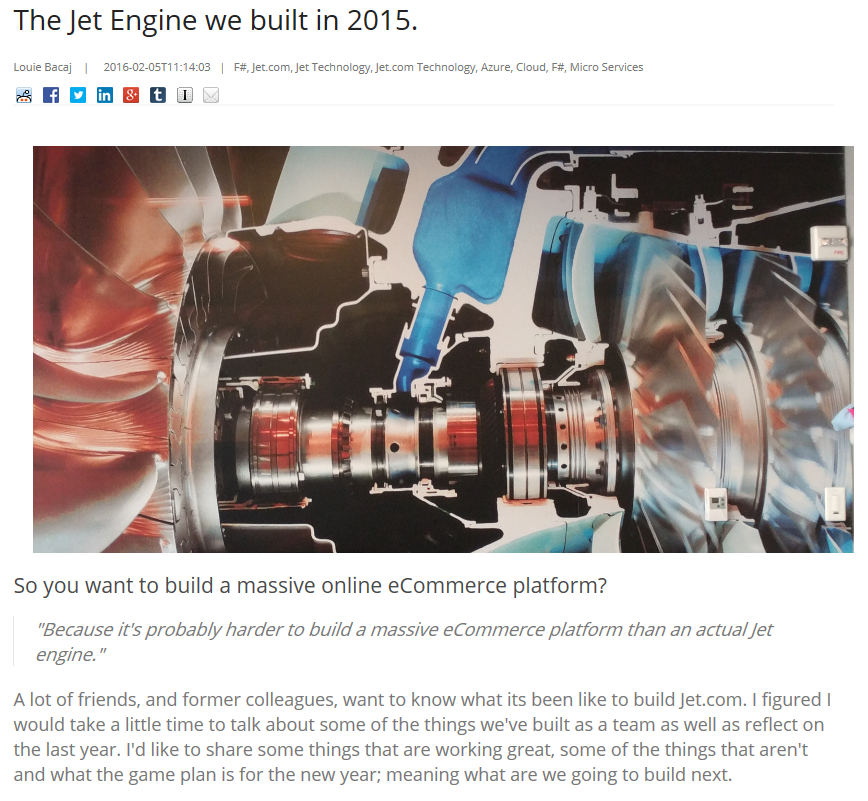 The Jet Engine we built in 2015.
Louie Bacaj | 2016-02-05T11:14:03 | F#, Jet.com, Jet Technology, Jet.com Technology, Azure, Cloud, F#, Micro Services
So you want to build a massive online eCommerce platform?
"Because it's probably harder to build a massive eCommerce platform than an actual Jet
engine."
A lot of friends, and former colleagues, want to know what its been like to build Jet.com. I figured I
would take a little time to talk about some of the things we've built as a team as well as reflect on
the last year. I'd like to share some things that are working great, some of the things that aren't
and what the game plan is for the new year; meaning what are we going to build next.